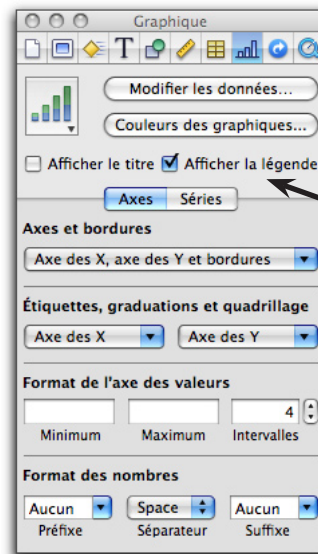 Graphique
T
Modifier les données...
Couleurs des graphiques...
Afficher le titre Afficher la légende
Axes Séries
Axes et bordures
Axe des X, axe des Y et bordures
Étiquettes, graduations et quadrillage
Axe des X Axe des Y
Format de l'axe des valeurs
4
Minimum Maximum Intervalles
Format des nombres
Aucun Space Aucun
Préfixe Séparateur Suffixe